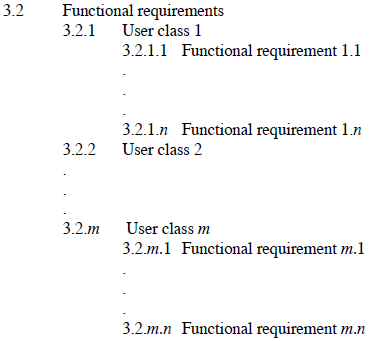 3.2 Functional requirements
3.2.1 User class 1
3.2.1.1 Functional requirement 1.1
.
.
.
3.2.1.n Functional requirement 1.n
3.2.2 User class 2
.
.
.
3.2.m User class m
3.2.m.1 Functional requirement m.1
.
.
.
3.2.m.n Functional requirement m.n